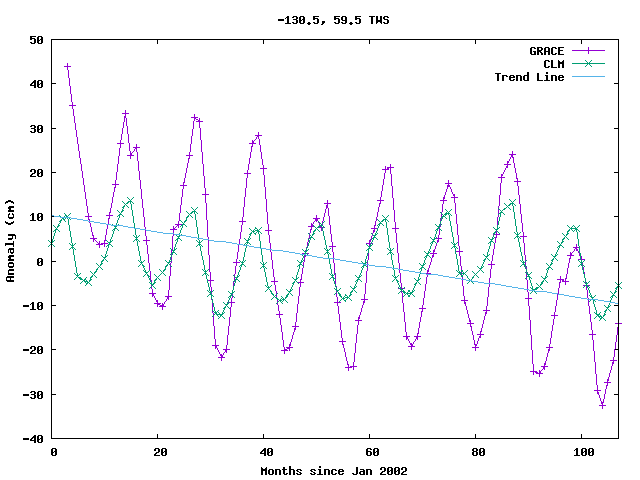 -130.5, 59.5 TWS
50
40
30
20
10
0
-10
-20
-30
-40
Anomaly (cm)
GRACE
CLM
Trend Line
0 20 40 60 80 100
Months since Jan 2002